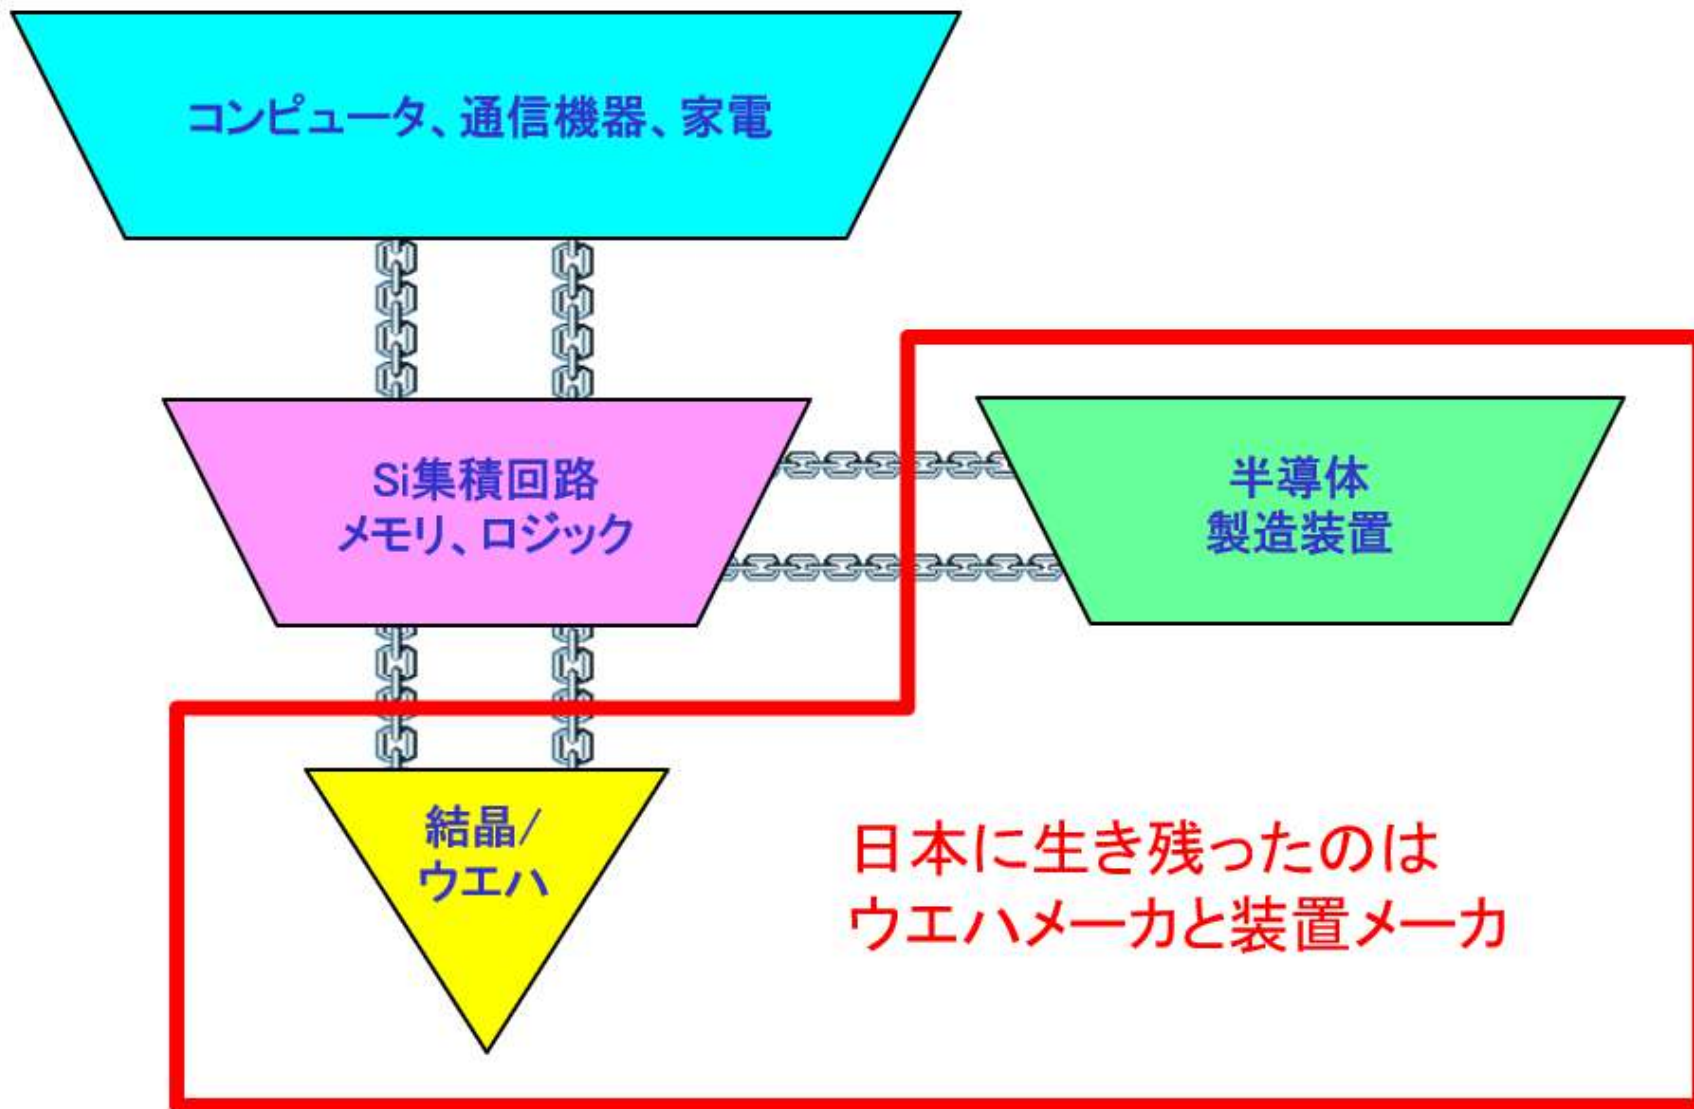 コンピュータ、通信機器、家電
Si集積回路
メモリ、ロジック
半導体
製造装置
結晶/
ウエハ
日本に生き残ったのは
ウエハメーカと装置メーカ